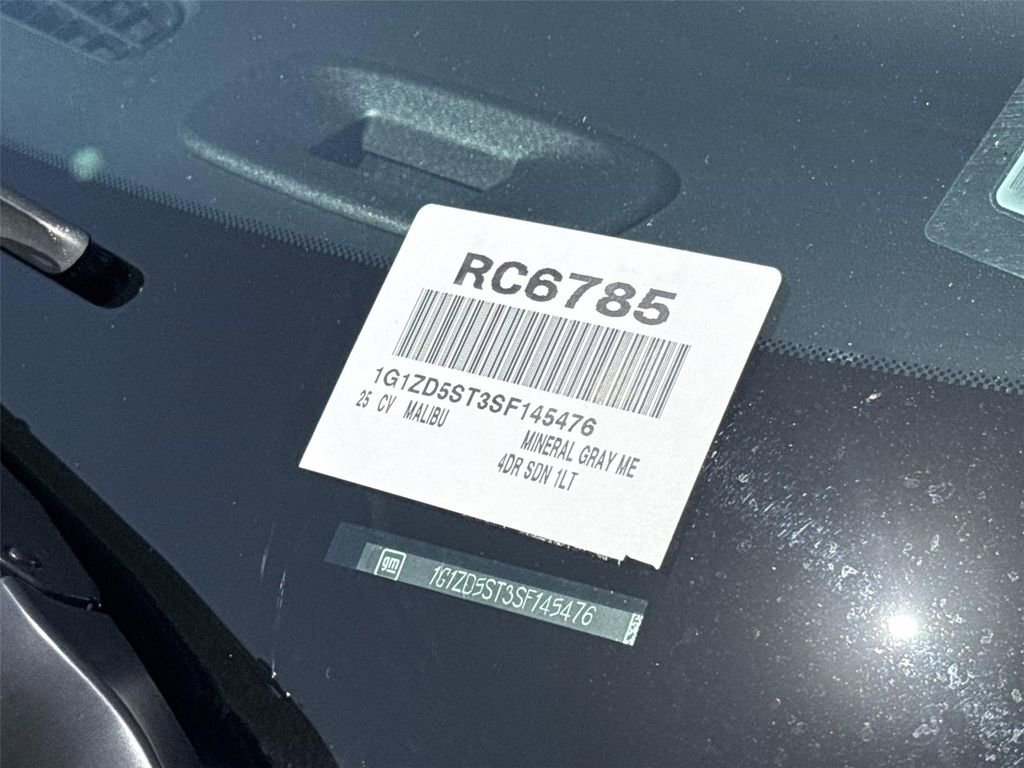 RC6785
1G1ZD5ST3SF145476
25 CV MALIBU
MINERAL GRAY ME
4DR SDN 1LT
gm 1G1ZD5ST3SF145476